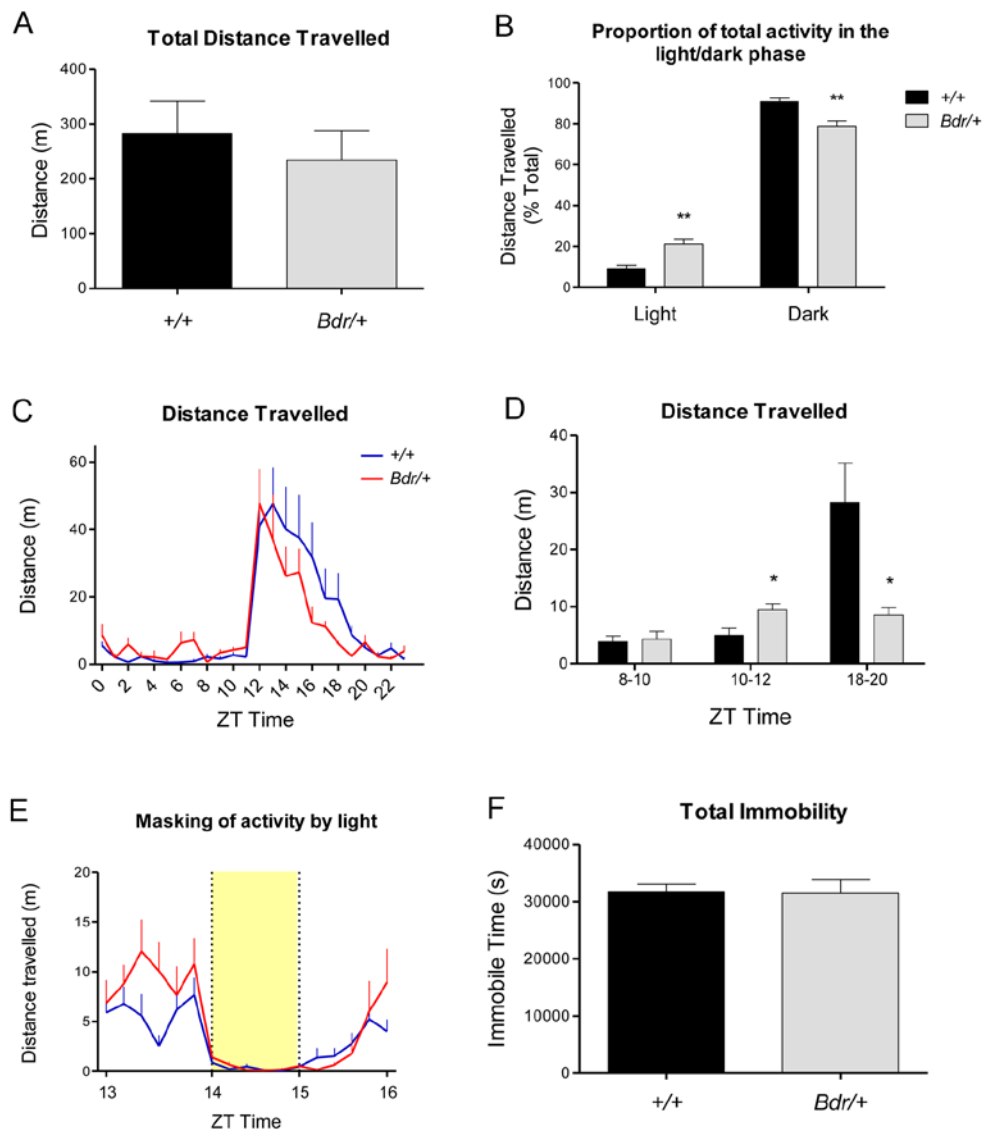 A
Total Distance Travelled
Distance (m)
400
300
200
100
0
+/+
Bdr/+
B
Proportion of total activity in the
light/dark phase
Distance Travelled
(% Total)
100
80
60
40
20
0
**
**
Light
Dark
+/+
Bdr/+
C
Distance Travelled
Distance (m)
60
40
20
0
+/+
Bdr/+
0 2 4 6 8 10 12 14 16 18 20 22
ZT Time
D
Distance Travelled
Distance (m)
40
30
20
10
0
*
*
8-10 10-12 18-20
ZT Time
E
Masking of activity by light
Distance travelled (m)
20
15
10
5
0
13 14 15 16
ZT Time
F
Total Immobility
Immobile Time (s)
40000
30000
20000
10000
0
+/+
Bdr/+